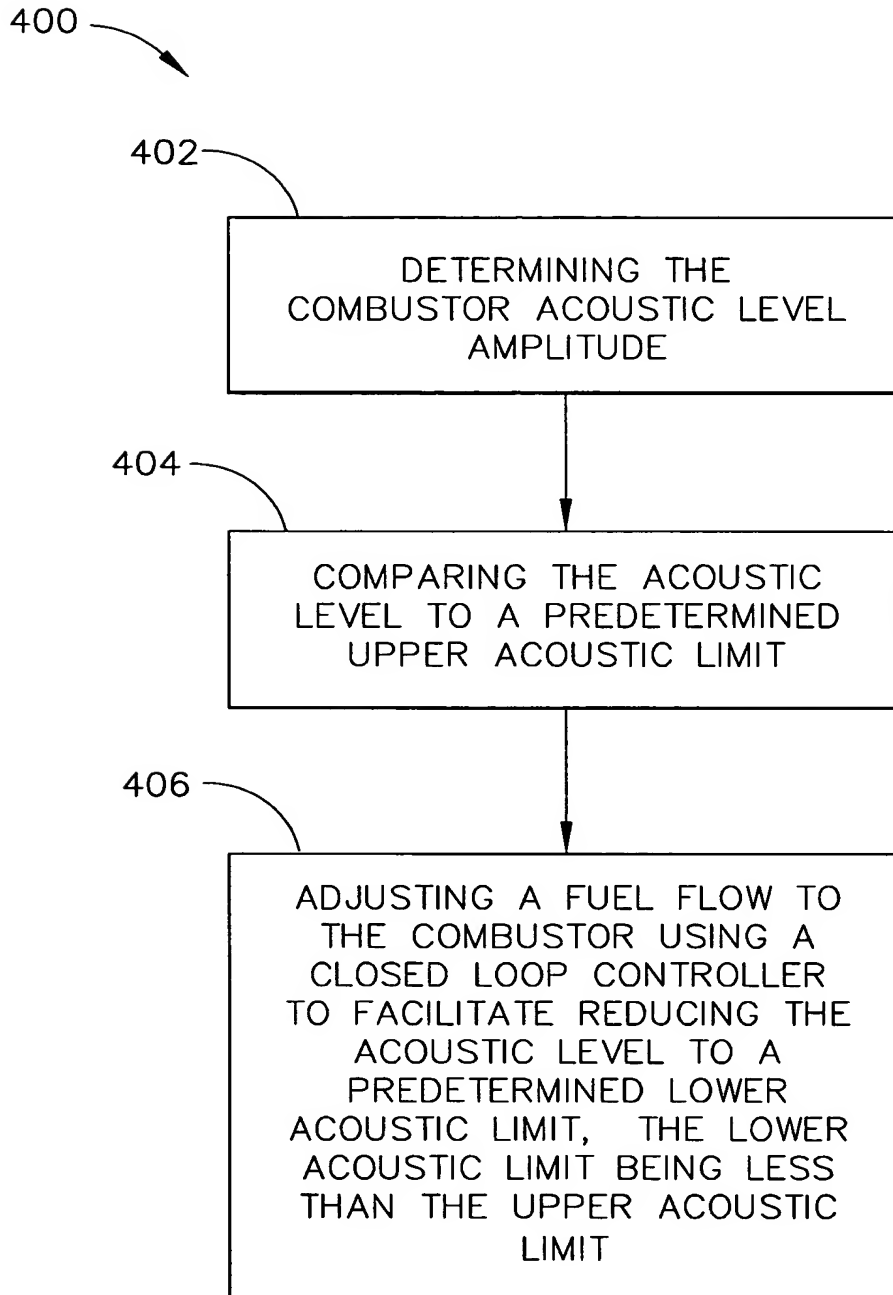 400
402
DETERMINING THE
COMBUSTOR ACOUSTIC LEVEL
AMPLITUDE
404
COMPARING THE ACOUSTIC
LEVEL TO A PREDETERMINED
UPPER ACOUSTIC LIMIT
406
ADJUSTING A FUEL FLOW TO
THE COMBUSTOR USING A
CLOSED LOOP CONTROLLER
TO FACILITATE REDUCING THE
ACOUSTIC LEVEL TO A
PREDETERMINED LOWER
ACOUSTIC LIMIT, THE LOWER
ACOUSTIC LIMIT BEING LESS
THAN THE UPPER ACOUSTIC
LIMIT